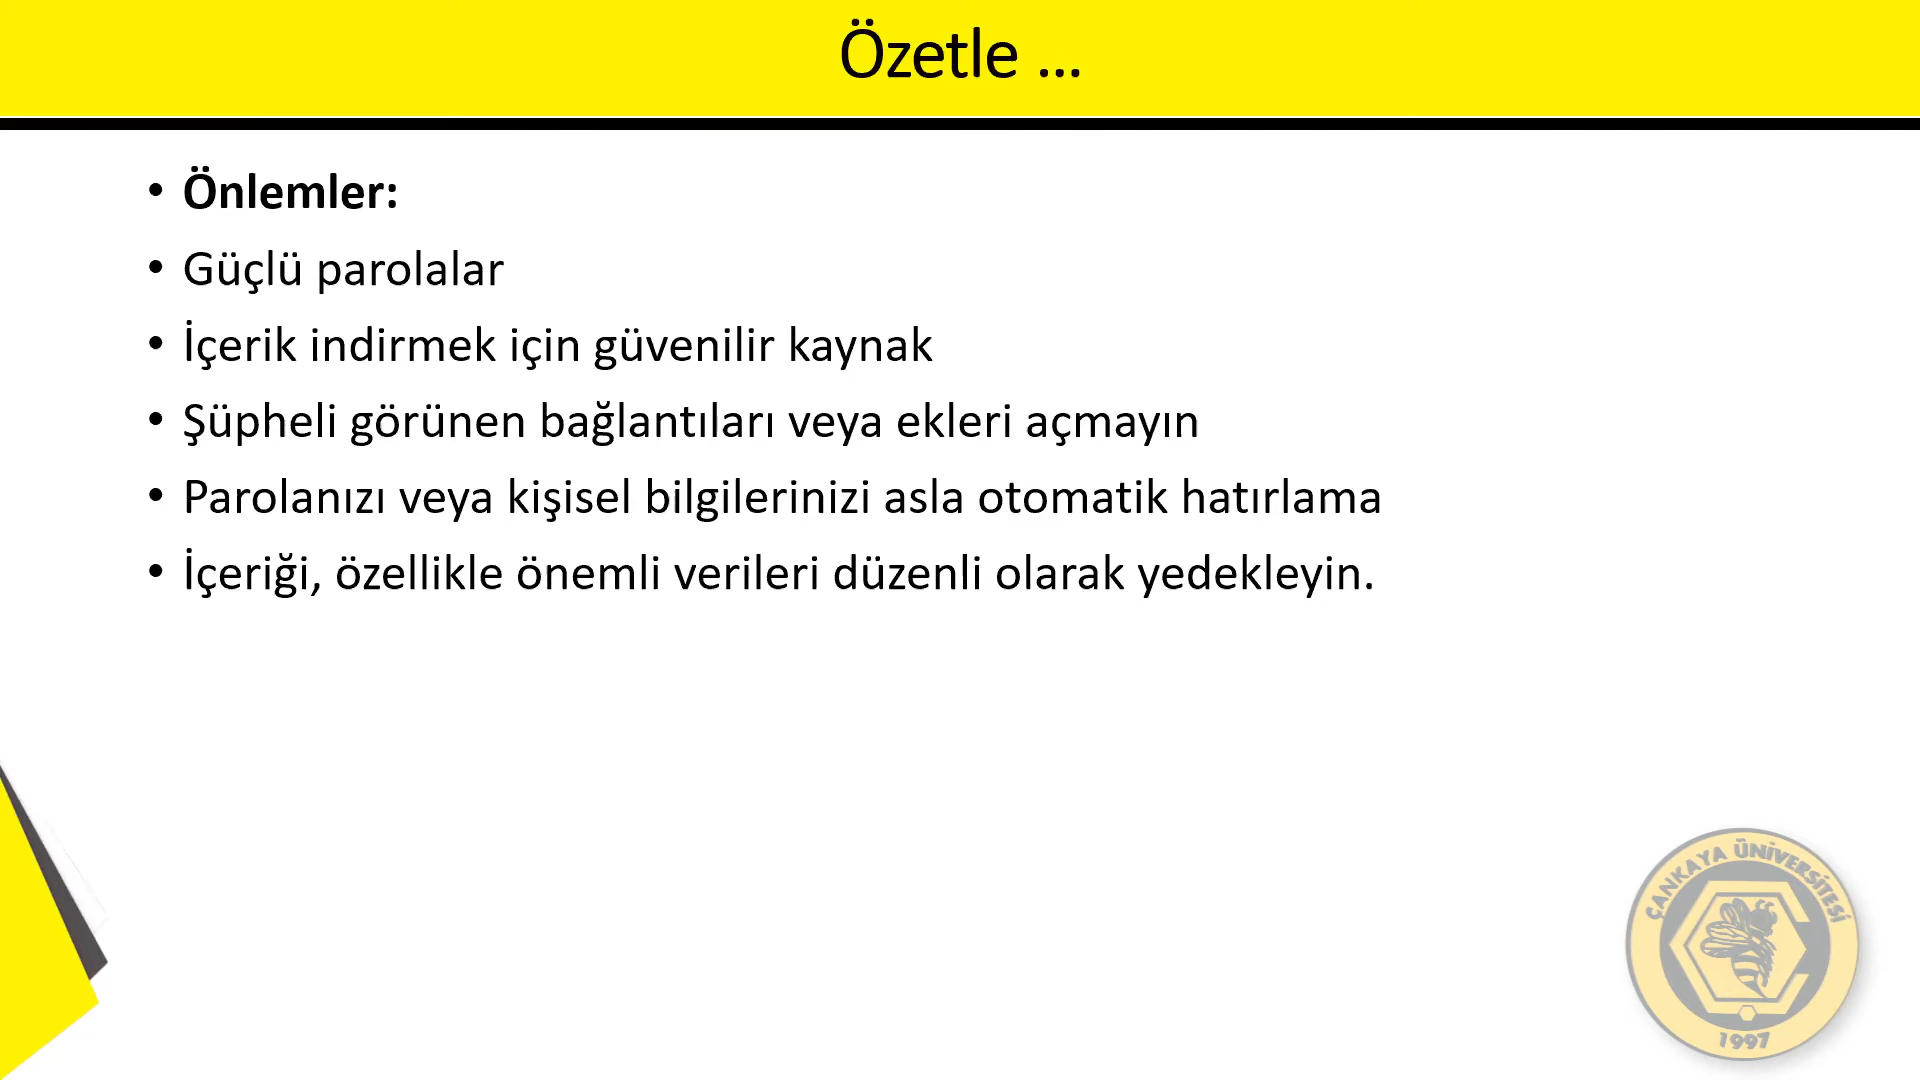 Özetle ...
• Önlemler:
• Güçlü parolalar
• İçerik indirmek için güvenilir kaynak
• Şüpheli görünen bağlantıları veya ekleri açmayın
• Parolanızı veya kişisel bilgilerinizi asla otomatik hatırlama
• İçeriği, özellikle önemli verileri düzenli olarak yedekleyin.
ÇANKAYA ÜNİVERSİTESİ
1997